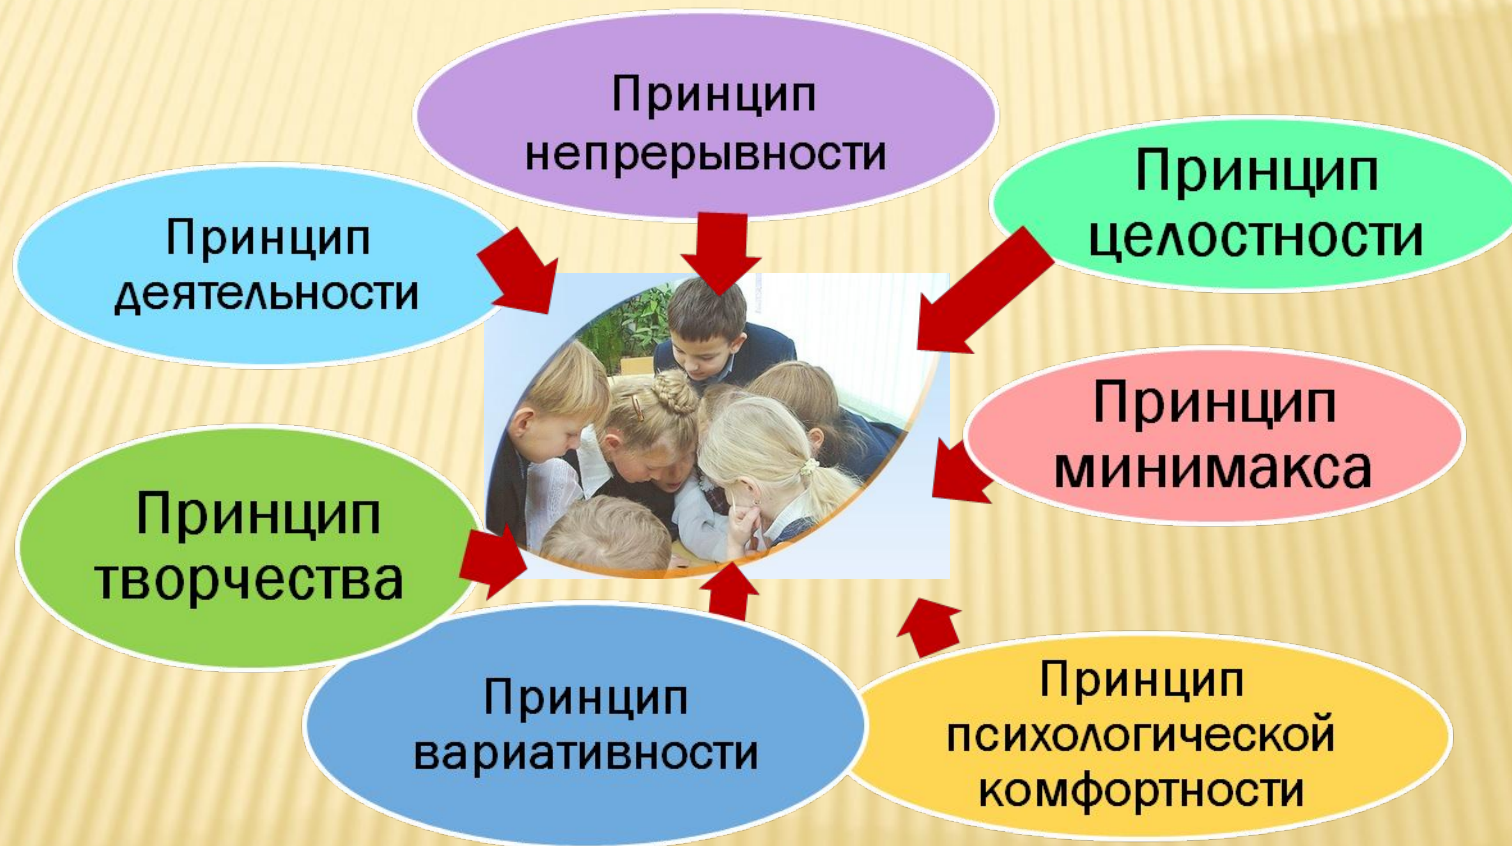 Принцип
непрерывности
Принцип
целостности
Принцип
деятельности
Принцип
минимакса
Принцип
творчества
Принцип
вариативности
Принцип
психологической
комфортности